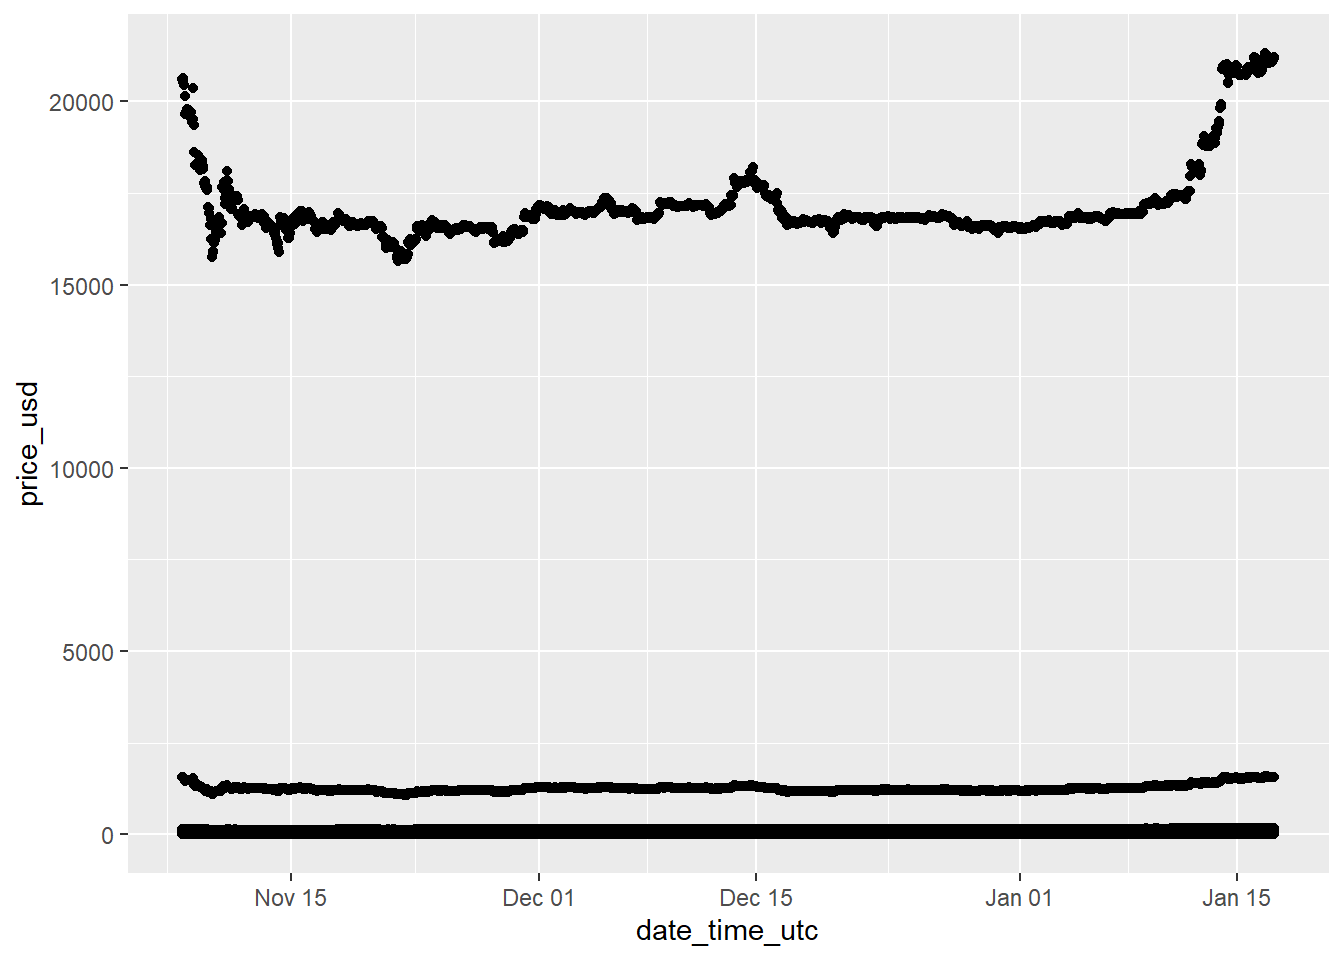 20000
15000
10000
5000
0
price_usd
Nov 15
Dec 01
Dec 15
Jan 01
Jan 15
date_time_utc